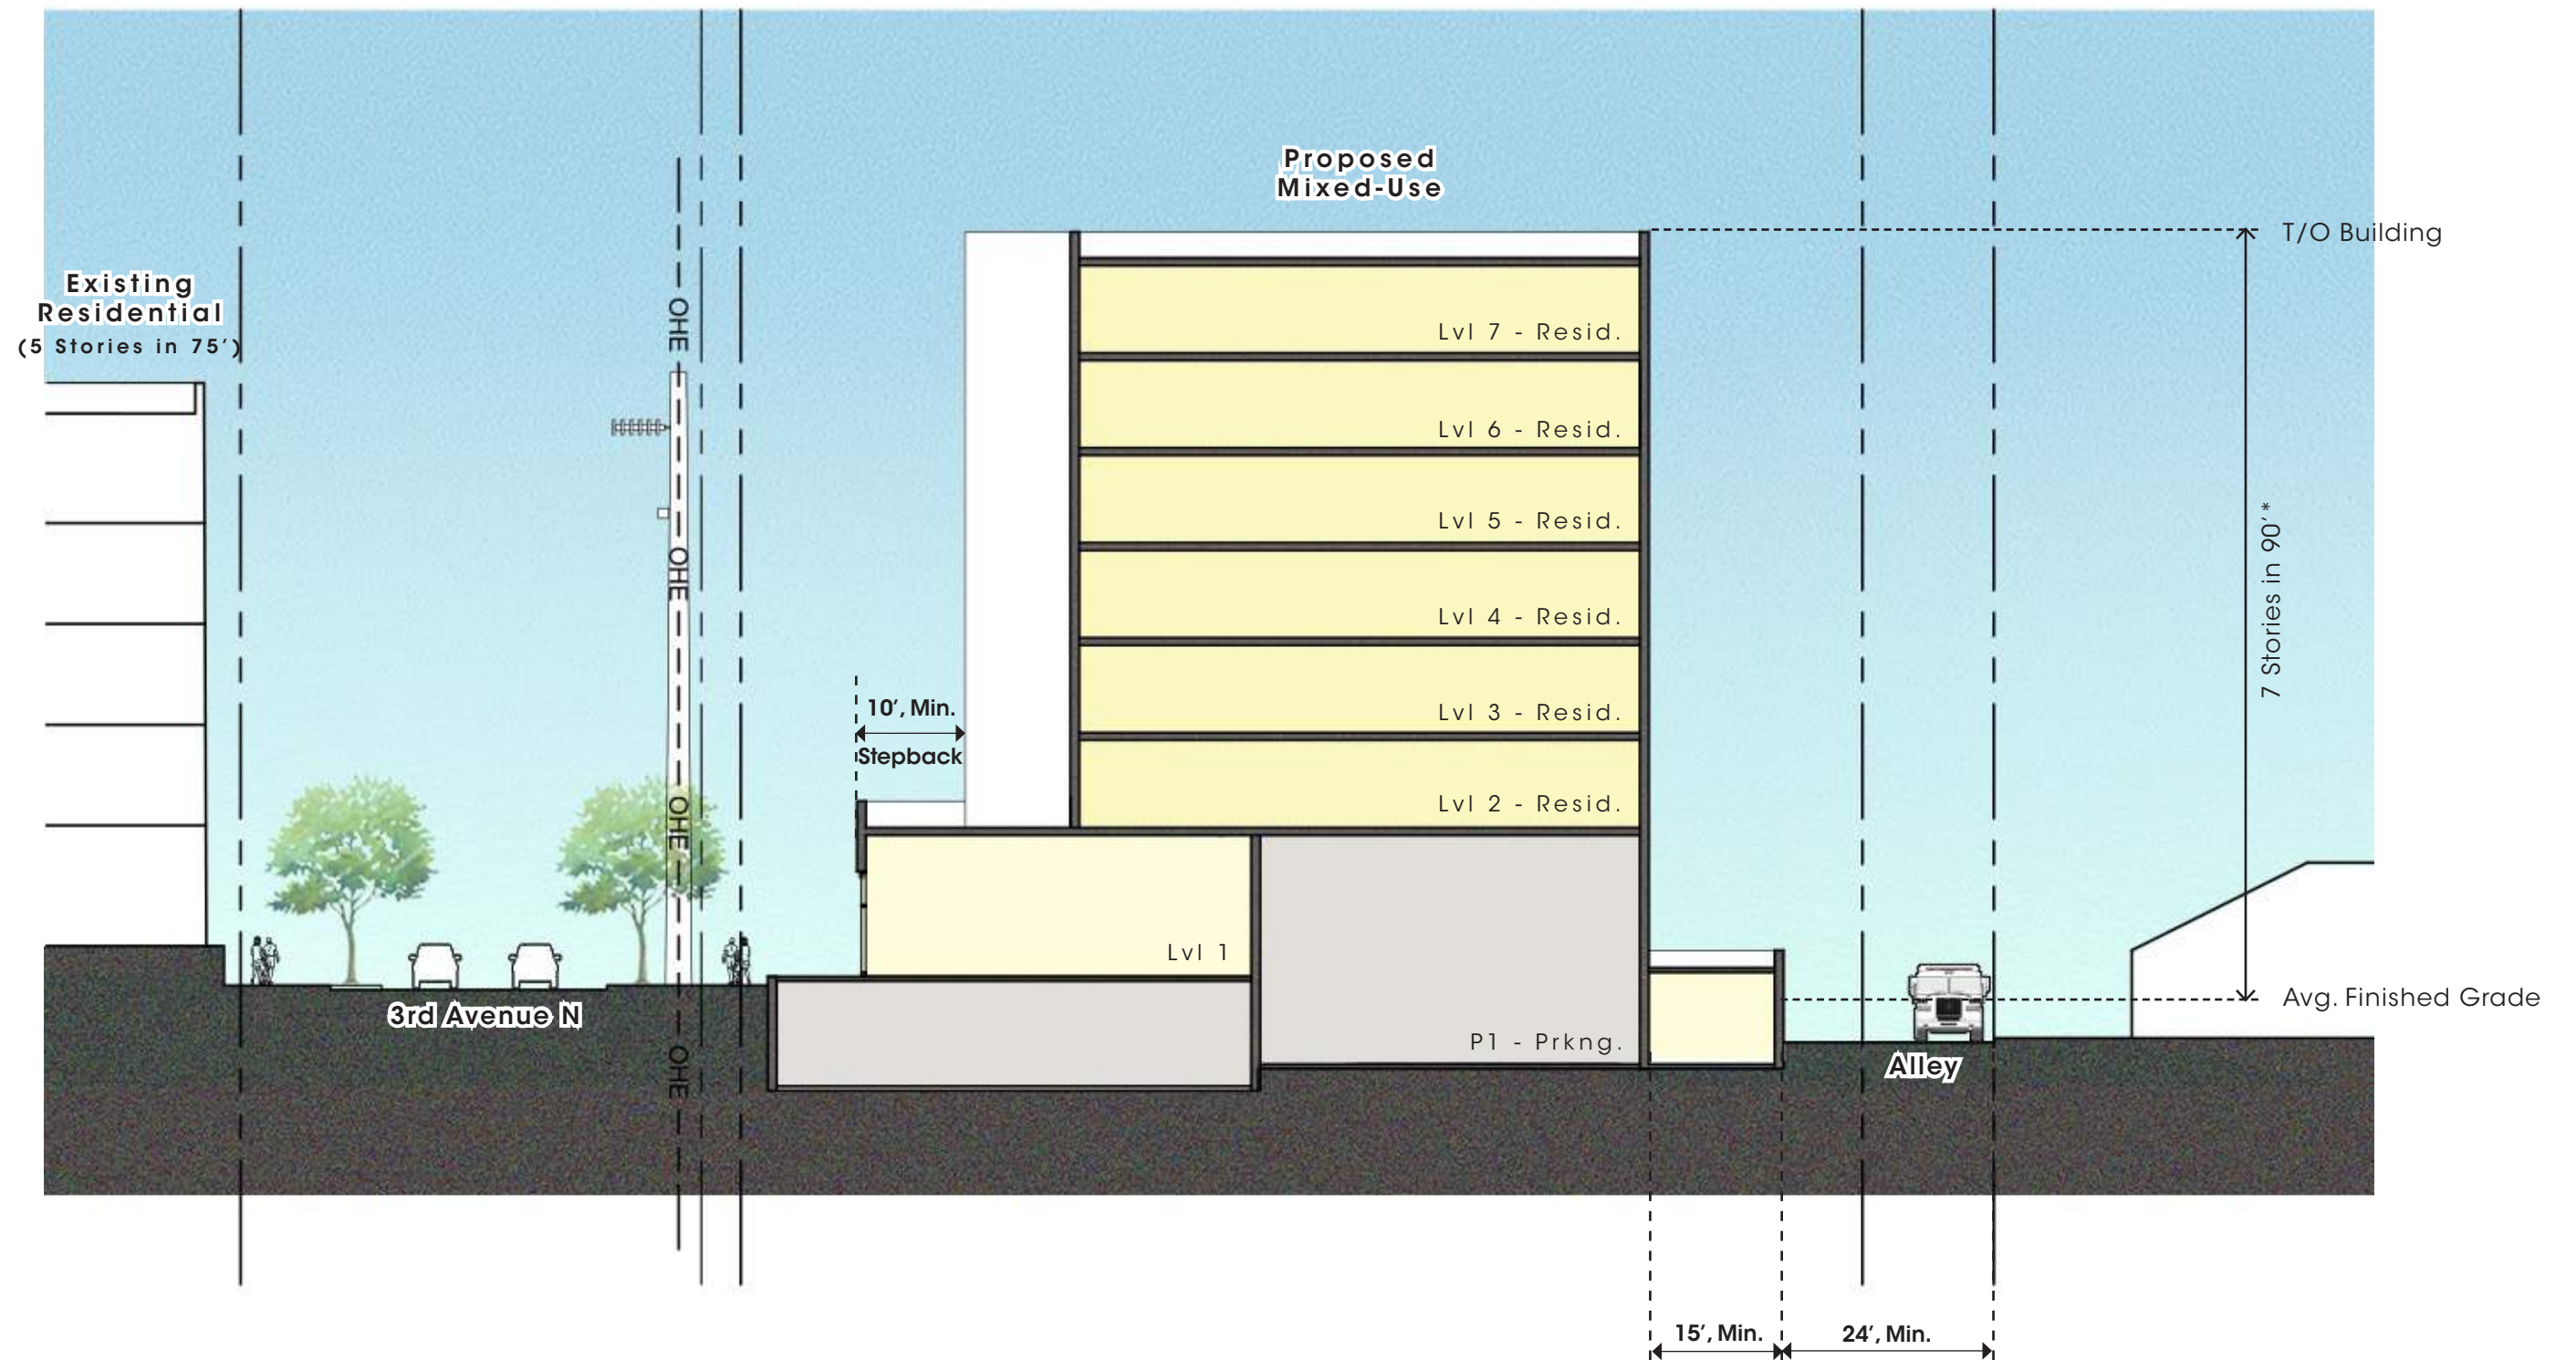 Proposed
Mixed-Use
T/O Building
Existing
Residential
(5 Stories in 75’)
OHE
Lvl 7 - Resid.
Lvl 6 - Resid.
Lvl 5 - Resid.
OHE
7 Stories in 90’*
Lvl 4 - Resid.
10’, Min.
Stepback
Lvl 3 - Resid.
Lvl 2 - Resid.
OHE
Lvl 1
Avg. Finished Grade
3rd Avenue N
P1 - Prkng.
OHE
Alley
15’, Min.
24’, Min.